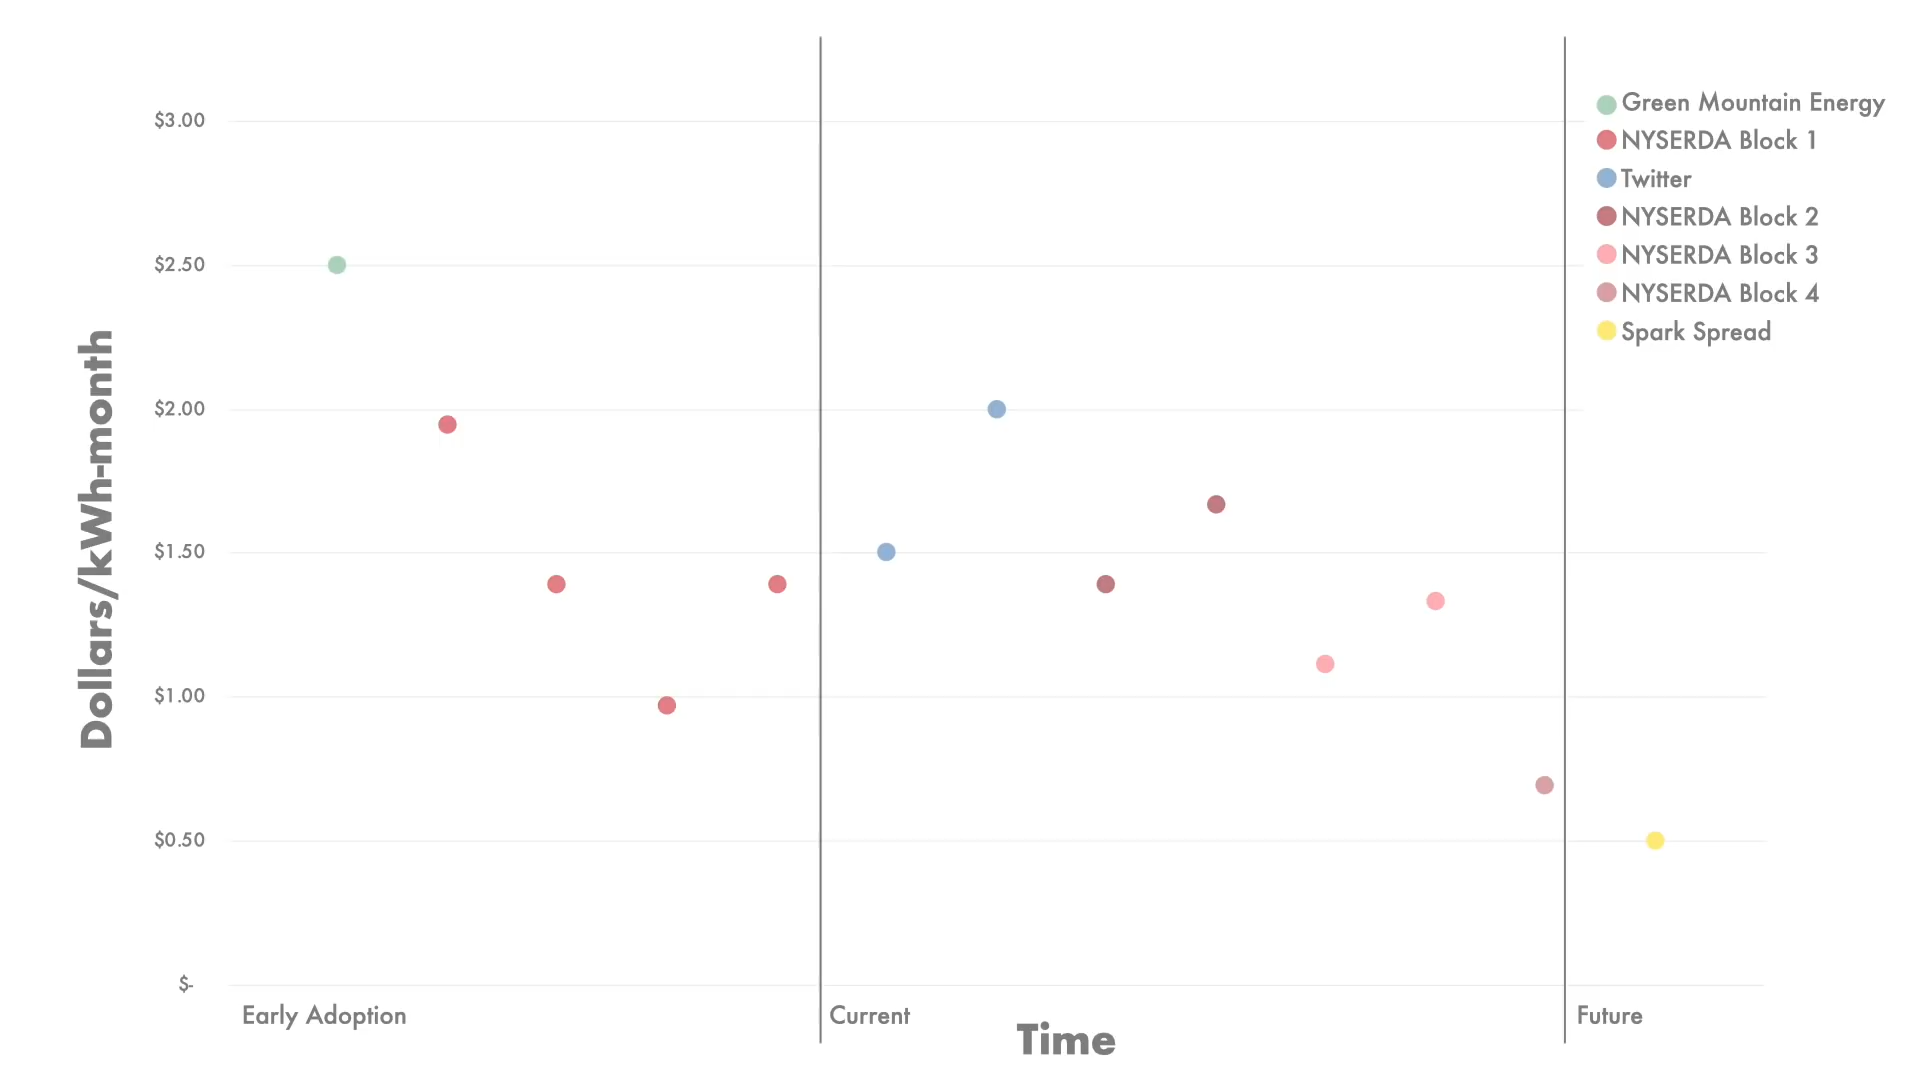 $3.00
$2.50
$2.00
$1.50
$1.00
$0.50
$-
Dollars/kWh-month
Early Adoption
Current
Future
Time
Green Mountain Energy
NYSERDA Block 1
Twitter
NYSERDA Block 2
NYSERDA Block 3
NYSERDA Block 4
Spark Spread